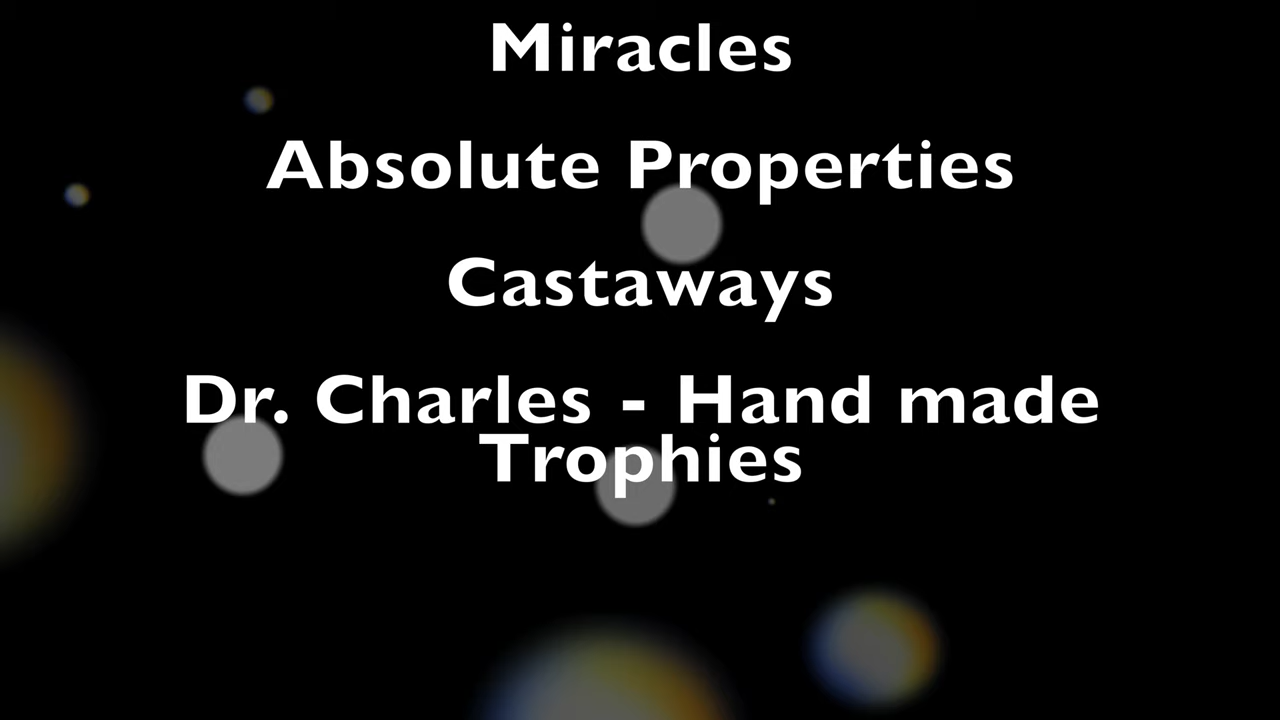 Miracles
Absolute Properties
Castaways
Dr. Charles - Hand made
Trophies